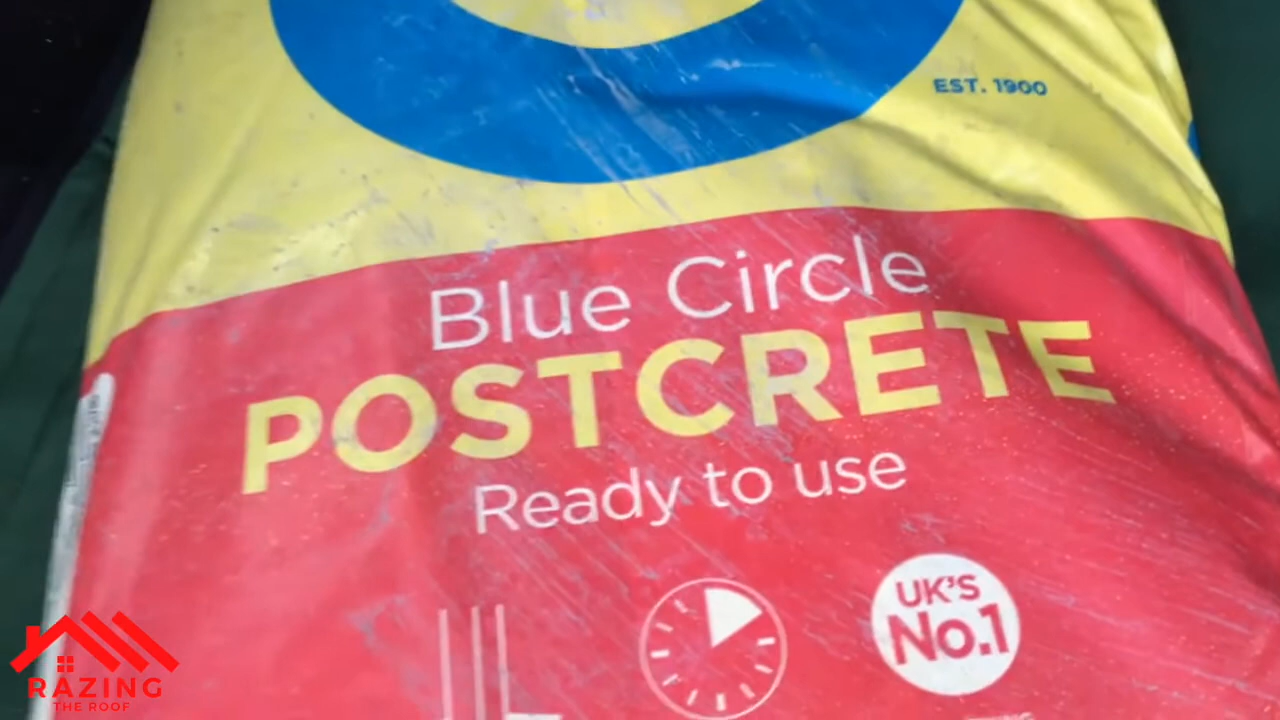 EST. 1900
Blue Circle
POSTCRETE
Ready to use
UK'S
No.1
RAZING
THE ROOF